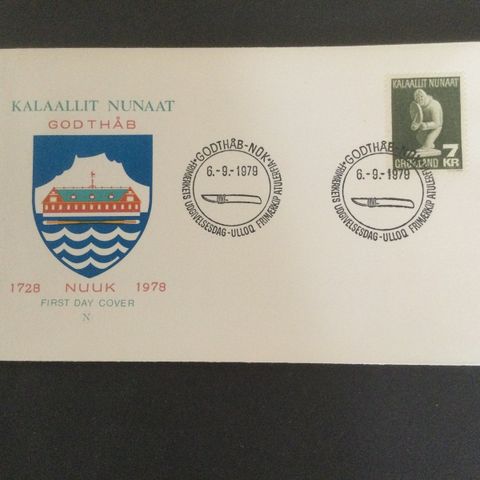 KALAALLIT NUNAAT
GODTHÅB
1728 NUUK 1978
FIRST DAY COVER
N
GODTHÅB-NUK
6.-9.-1979
FRIMÆRKETS UDGIVELSESDAG-ULLOQ FRIMÆRKIP ATULERFIA
KALAALLIT NUNAAT
7
GRØNLAND KR
GODTHÅB-
6.-9.-1979
FRIMÆRKETS UDGIVELSESDAG-ULLOQ FRIMÆRKIP ATULERFIA